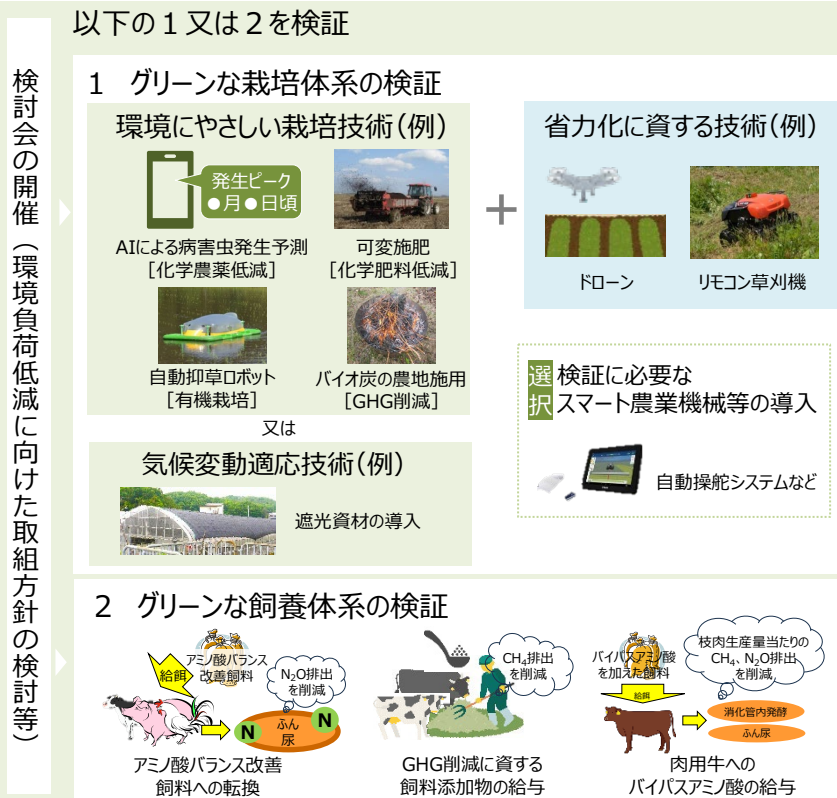 以下の１又は２を検証
検討会の開催（環境負荷低減に向けた取組方針の検討等）
１　グリーンな栽培体系の検証
環境にやさしい栽培技術（例）
発生ピーク
●月●日頃
AIによる病害虫発生予測
［化学農薬低減］
可変施肥
［化学肥料低減］
自動抑草ロボット
［有機栽培］
バイオ炭の農地施用
［GHG削減］
又は
気候変動適応技術（例）
遮光資材の導入
＋
省力化に資する技術（例）
ドローン
リモコン草刈機
選択
検証に必要な
スマート農業機械等の導入
自動操舵システムなど
２　グリーンな飼養体系の検証
アミノ酸バランス
改善飼料
給餌
N₂O排出
を削減
N
ふん
尿
N
アミノ酸バランス改善
飼料への転換
CH₄排出
を削減
GHG削減に資する
飼料添加物の給与
バイパスアミノ酸
を加えた飼料
給餌
枝肉生産量当たりの
CH₄、N₂O排出
を削減
消化管内発酵
ふん尿
肉用牛への
バイパスアミノ酸の給与